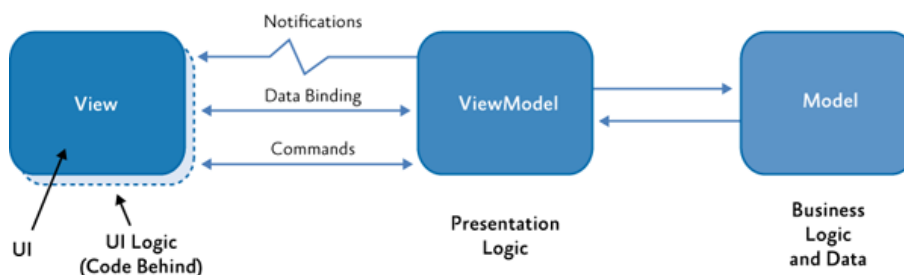 Notifications
View
Data Binding
ViewModel
Model
Commands
UI
UI Logic
(Code Behind)
Presentation
Logic
Business
Logic
and Data